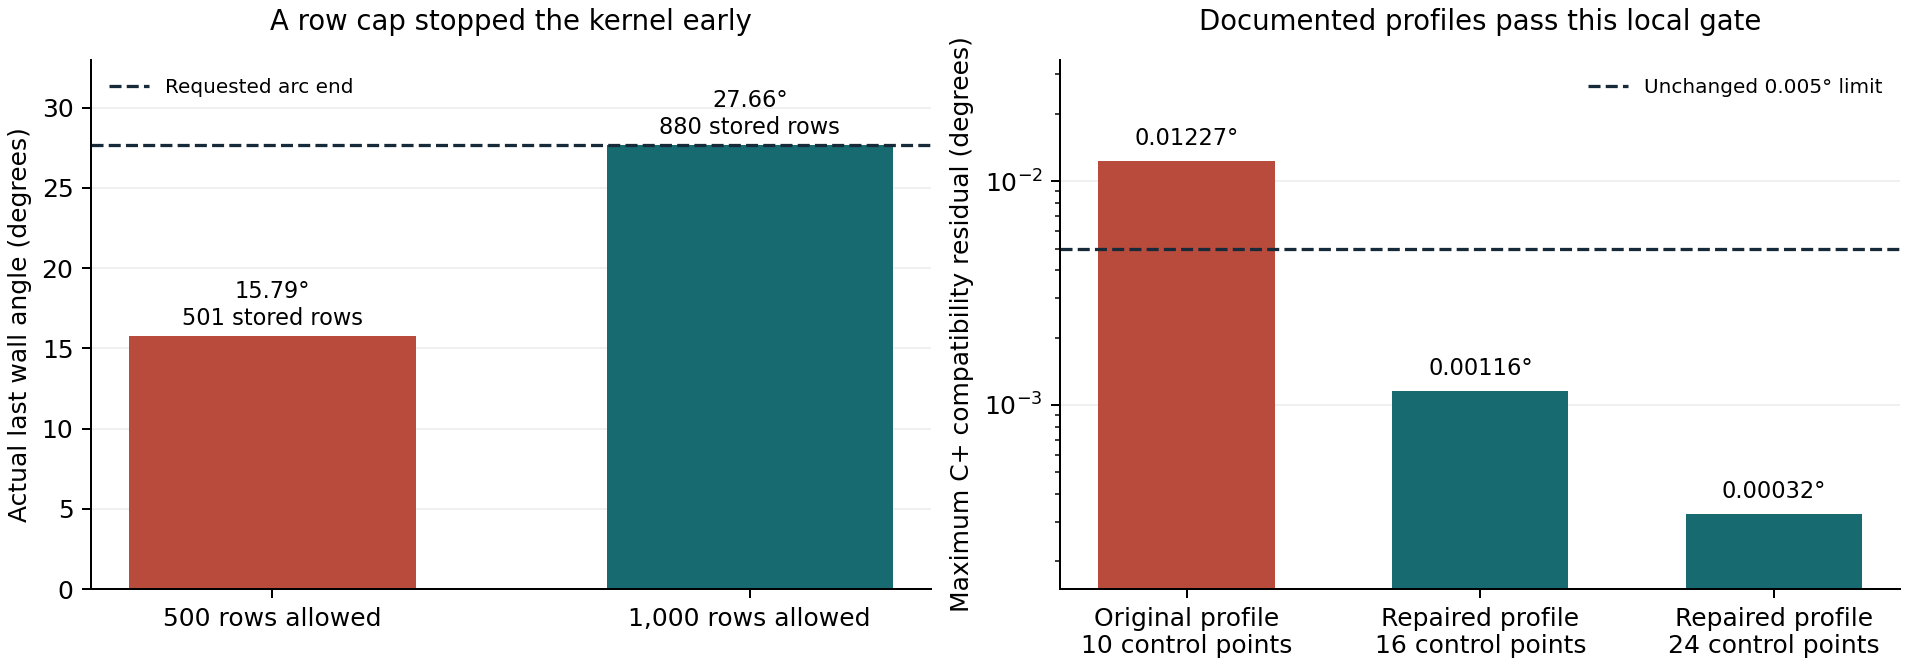 A row cap stopped the kernel early
Actual last wall angle (degrees)
30
25
20
15
10
5
0
Requested arc end
15.79°
501 stored rows
27.66°
880 stored rows
500 rows allowed
1,000 rows allowed
Documented profiles pass this local gate
Maximum C+ compatibility residual (degrees)
10⁻²
10⁻³
Unchanged 0.005° limit
0.01227°
0.00116°
0.00032°
Original profile
10 control points
Repaired profile
16 control points
Repaired profile
24 control points